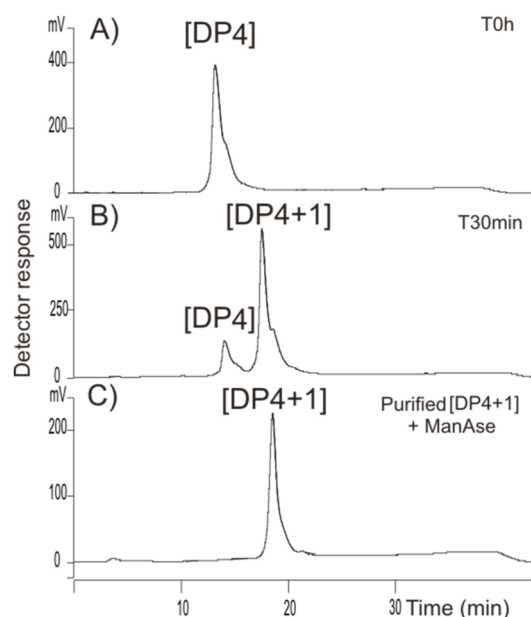 mV
A)
[DP4]
T0h
400
200
0
mV
B)
[DP4+1]
T30min
500
[DP4]
250
0
mV
C)
[DP4+1]
Purified [DP4+1]
+ ManAse
200
100
0
10
20
30
Time (min)
Detector response